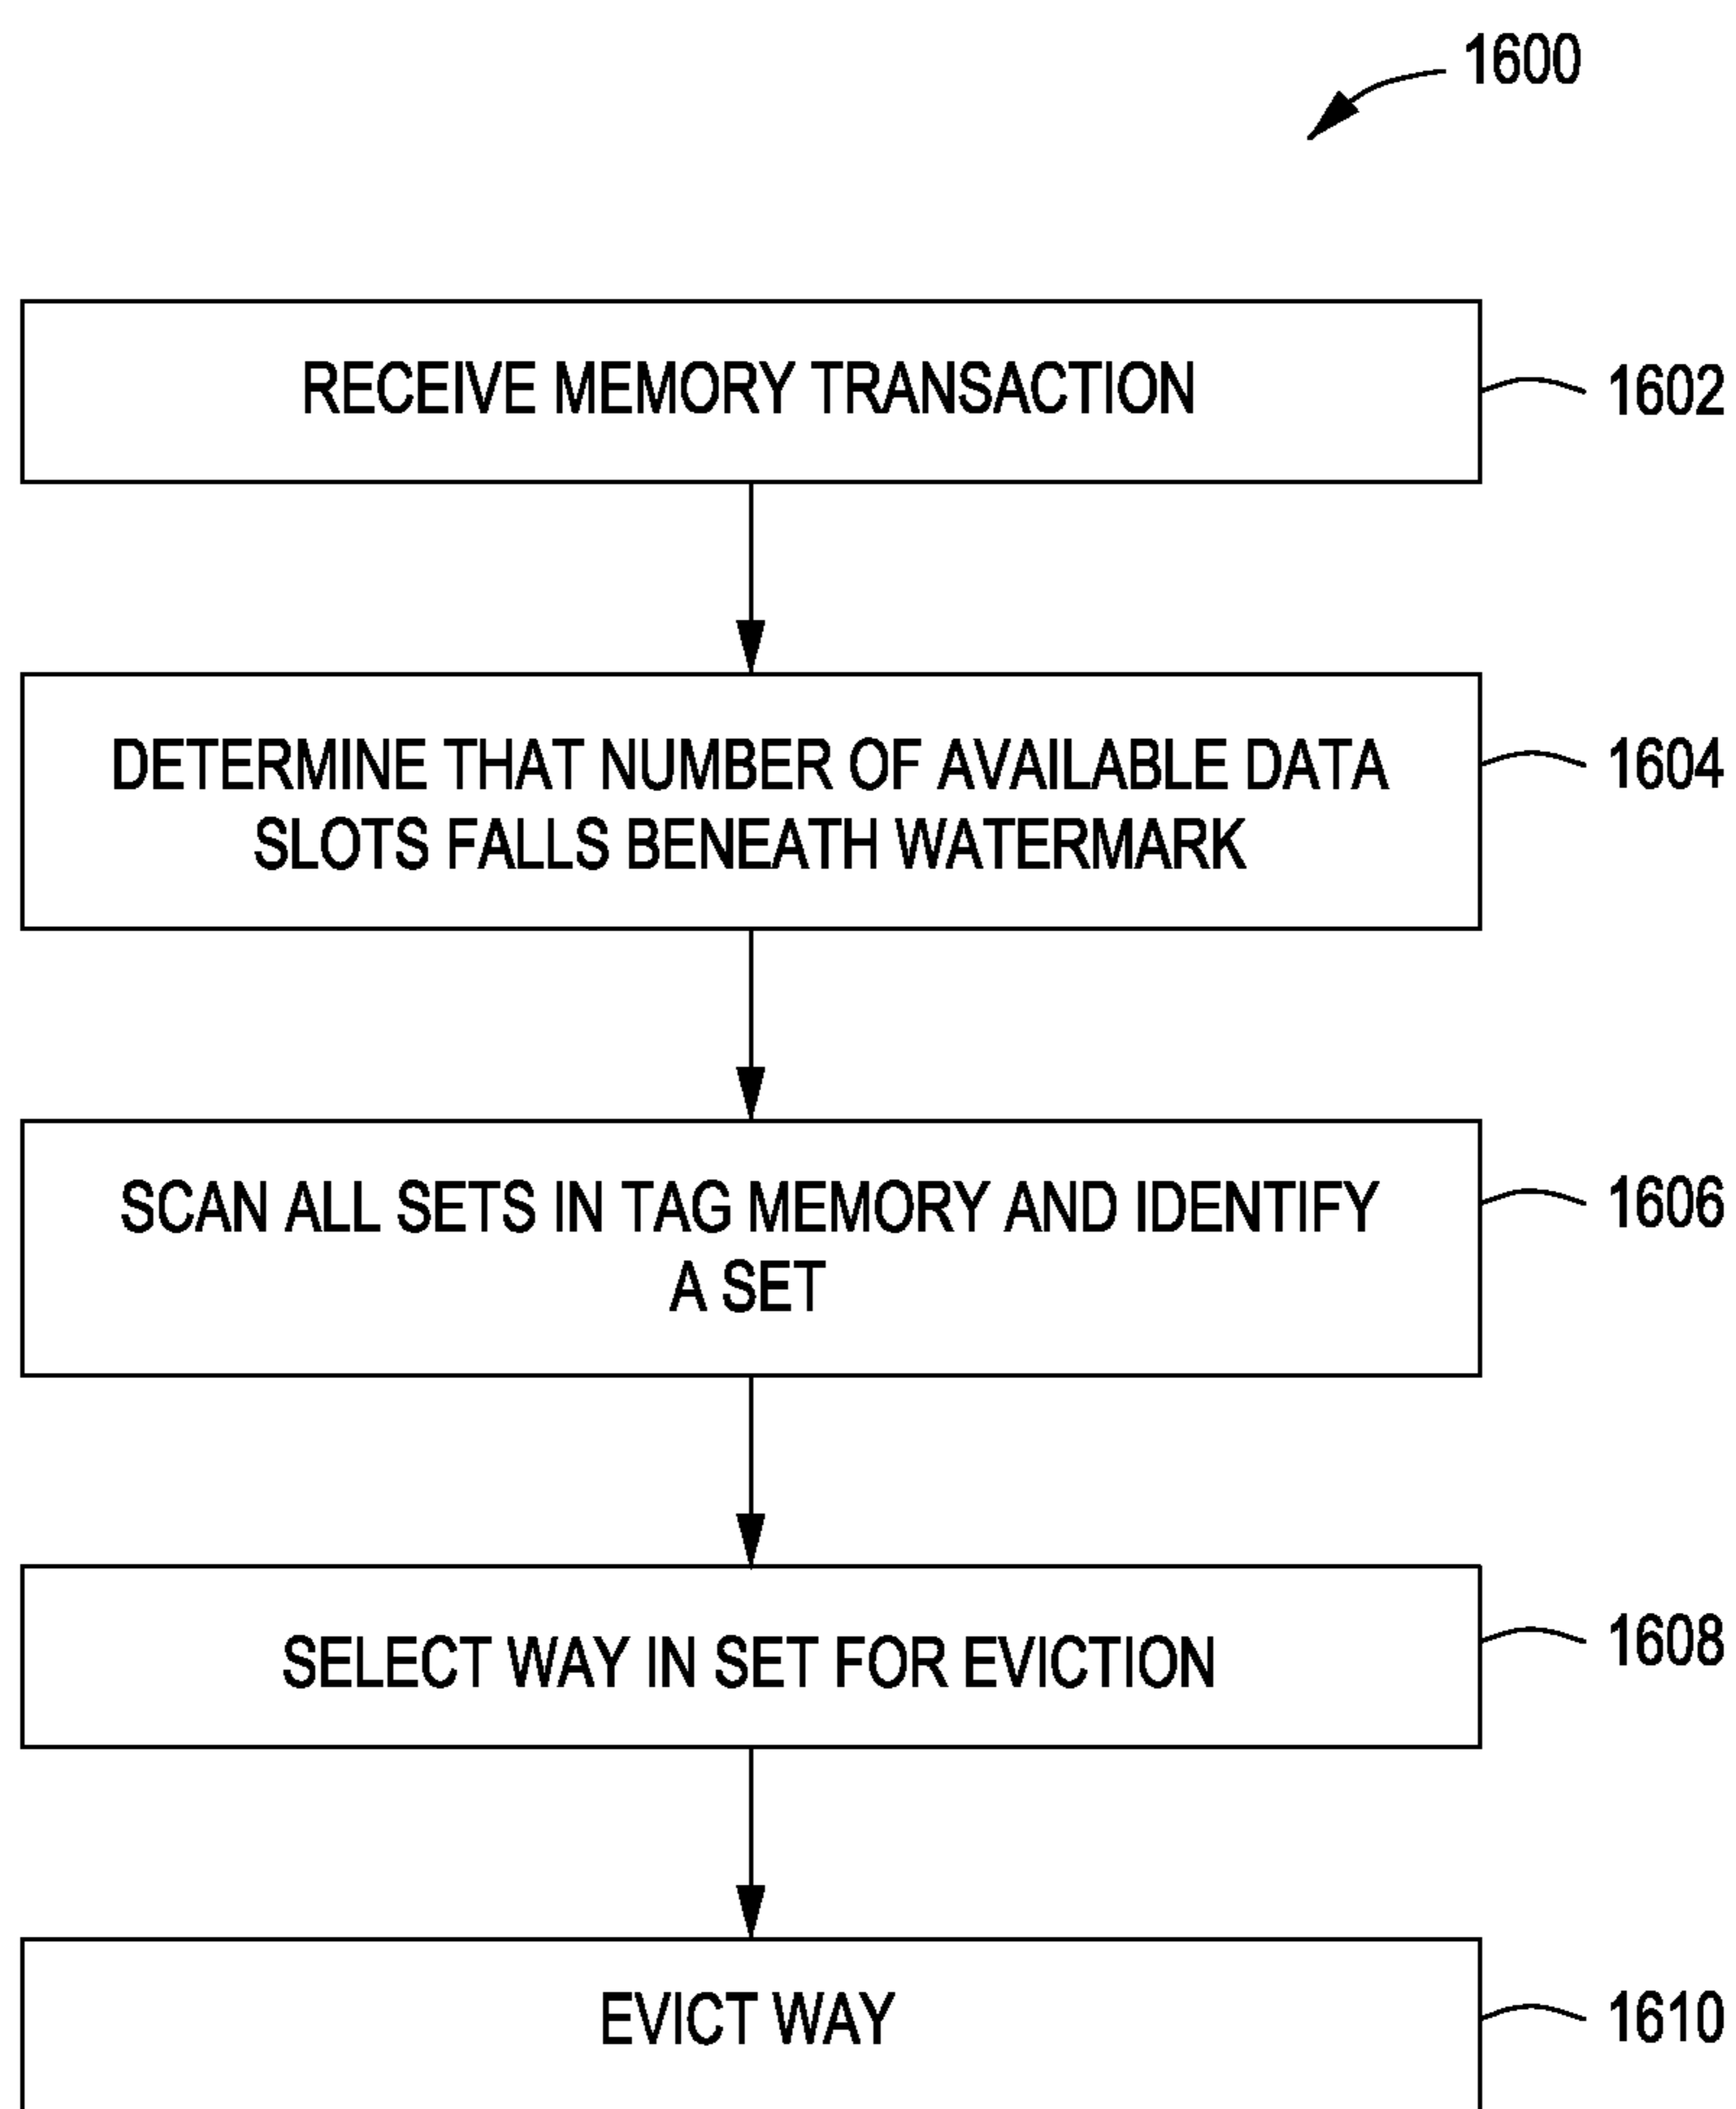 1600
RECEIVE MEMORY TRANSACTION
1602
DETERMINE THAT NUMBER OF AVAILABLE DATA
SLOTS FALLS BENEATH WATERMARK
1604
SCAN ALL SETS IN TAG MEMORY AND IDENTIFY
A SET
1606
SELECT WAY IN SET FOR EVICTION
1608
EVICT WAY
1610